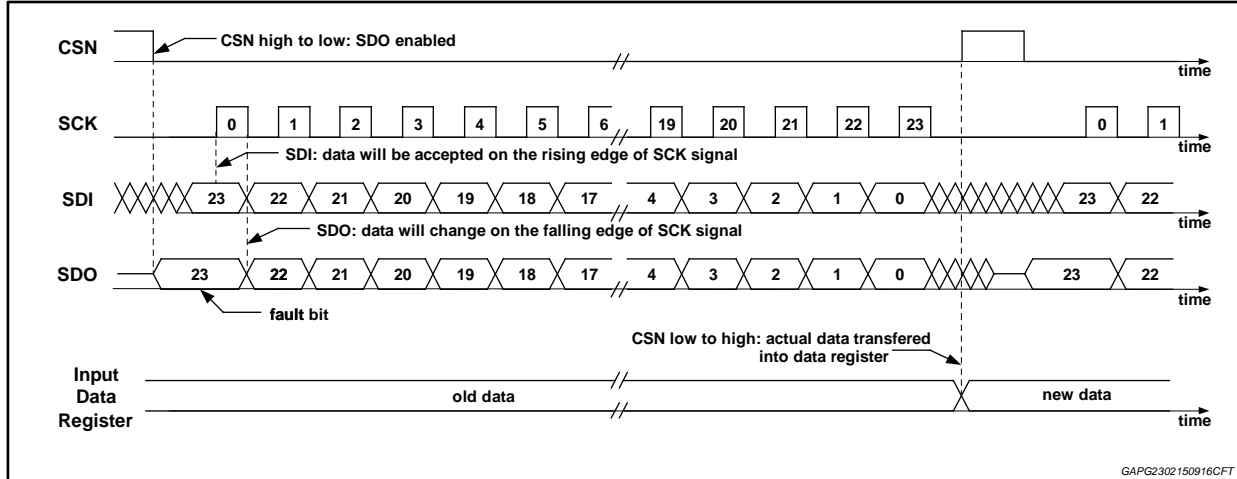 CSN
CSN high to low: SDO enabled
time
SCK
0 1 2 3 4 5 6 19 20 21 22 23 0 1
time
SDI: data will be accepted on the rising edge of SCK signal
SDI
23 22 21 20 19 18 17 4 3 2 1 0 23 22
time
SDO: data will change on the falling edge of SCK signal
SDO
23 22 21 20 19 18 17 4 3 2 1 0 23 22
time
fault bit
CSN low to high: actual data transfered
into data register
Input
Data
Register
old data
new data
time
GAPG2302150916CFT